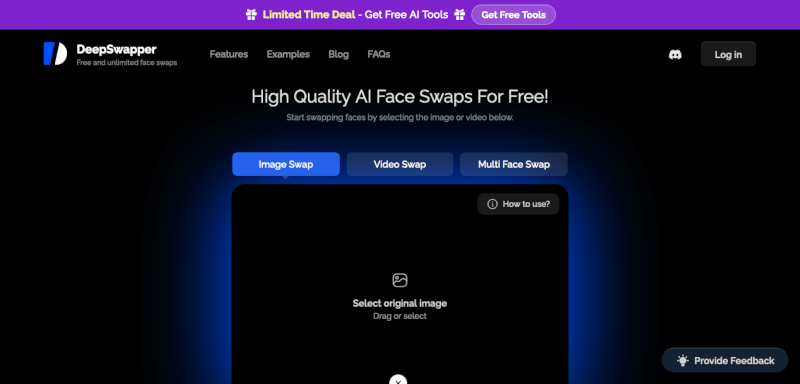 Limited Time Deal - Get Free AI Tools Get Free Tools
DeepSwapper
Free and unlimited face swaps
Features Examples Blog FAQs
Log in
High Quality AI Face Swaps For Free!
Start swapping faces by selecting the image or video below.
Image Swap Video Swap Multi Face Swap
How to use?
Select original image
Drag or select
Provide Feedback